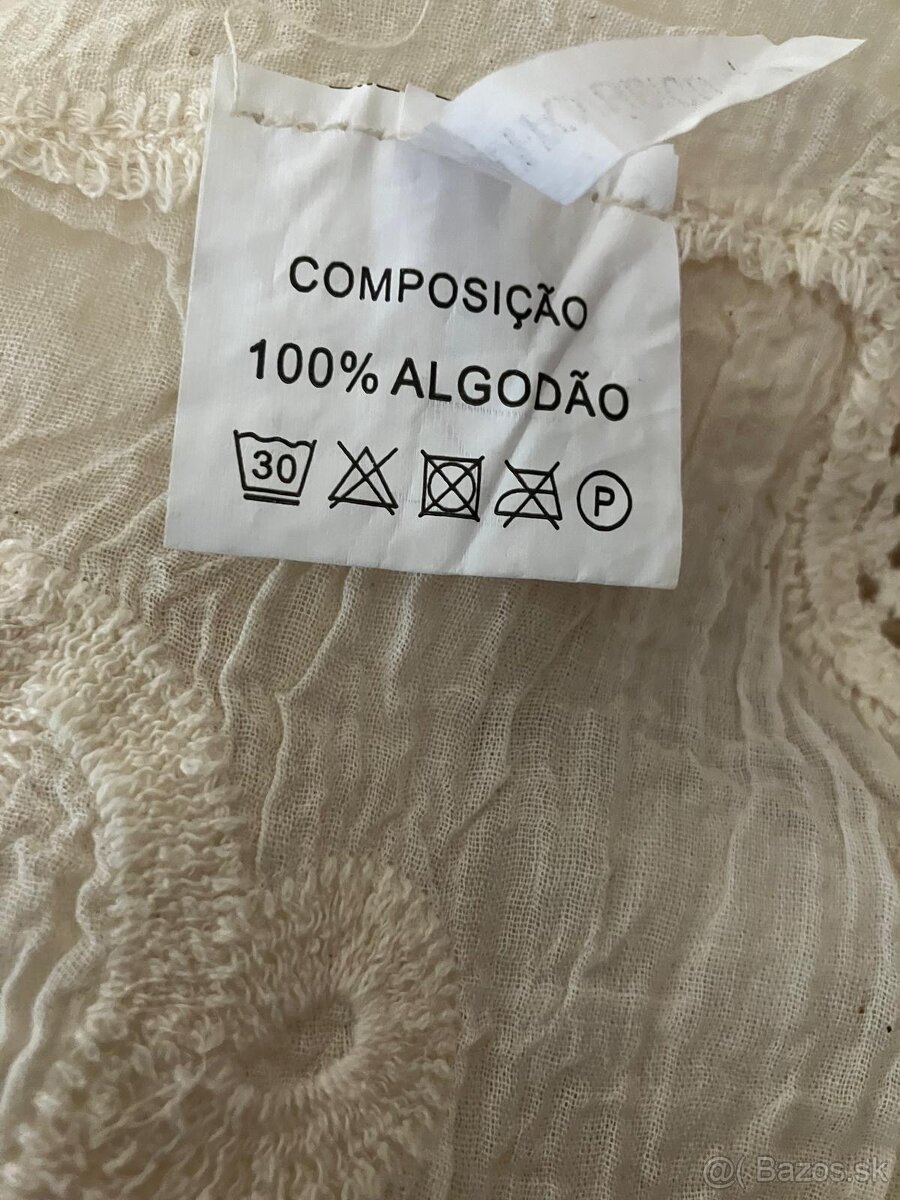 COMPOSIÇÃO
100% ALGODÃO
30
P
@( Bazos.sk